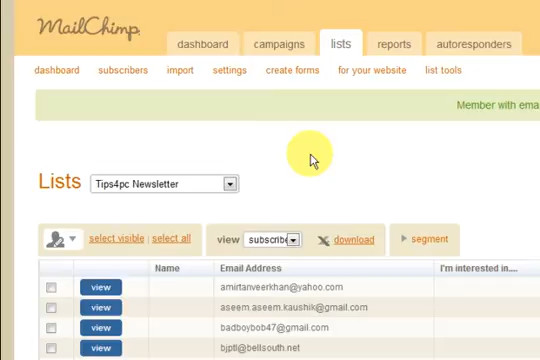 MailChimp
dashboard campaigns lists reports autoresponders
dashboard subscribers import settings create forms for your website list tools
Member with emai
Lists Tips4pc Newsletter
select visible | select all view subscribe download segment
Name Email Address I'm interested in....
view amirtanveerkhan@yahoo.com
view aseem.aseem.kaushik@gmail.com
view badboybob47@gmail.com
view bjptl@bellsouth.net